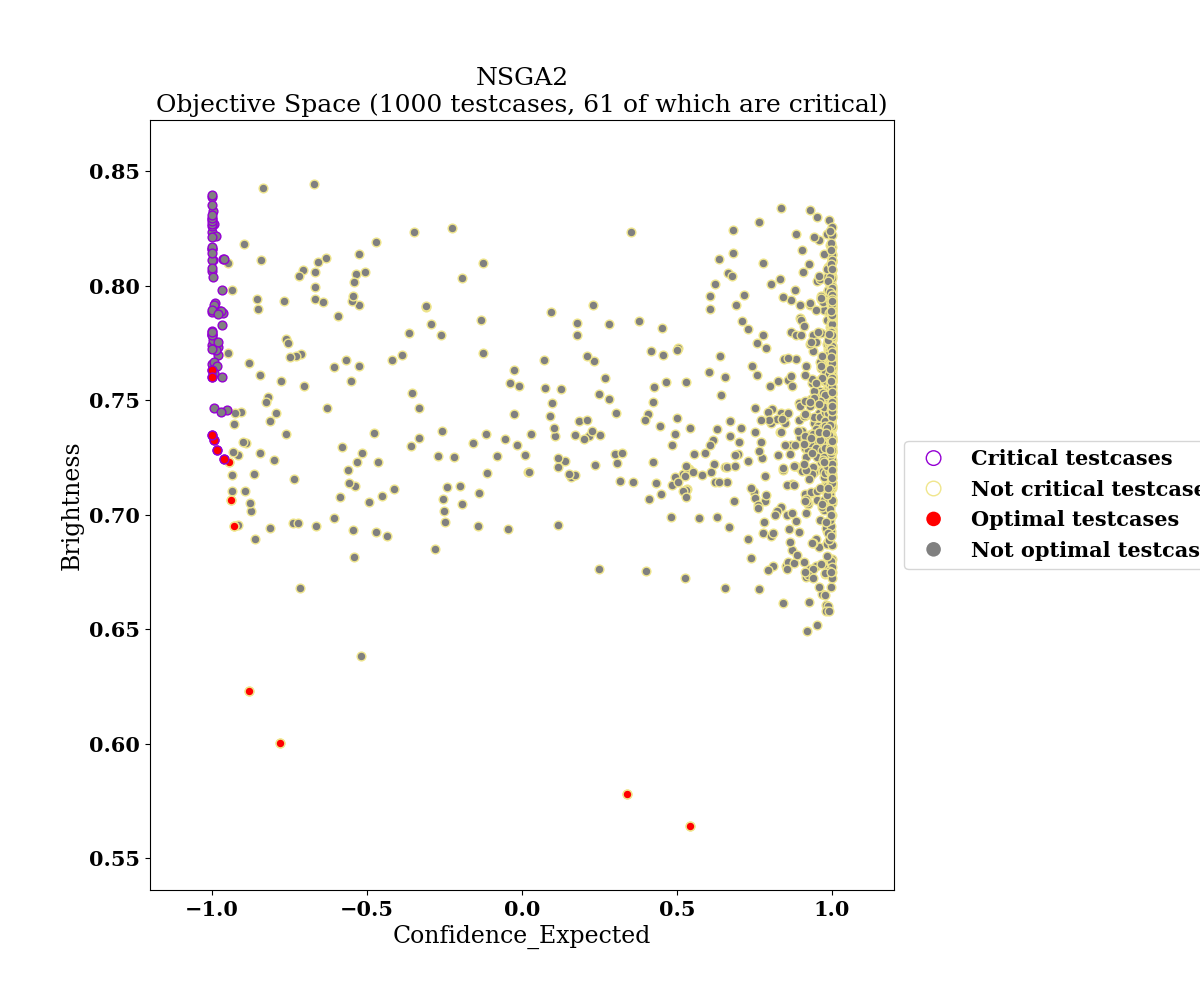 NSGA2
Objective Space (1000 testcases, 61 of which are critical)
0.85
0.80
0.75
0.70
0.65
0.60
0.55
Brightness
−1.0
−0.5
0.0
0.5
1.0
Confidence_Expected
Critical testcases
Not critical testcase
Optimal testcases
Not optimal testcas